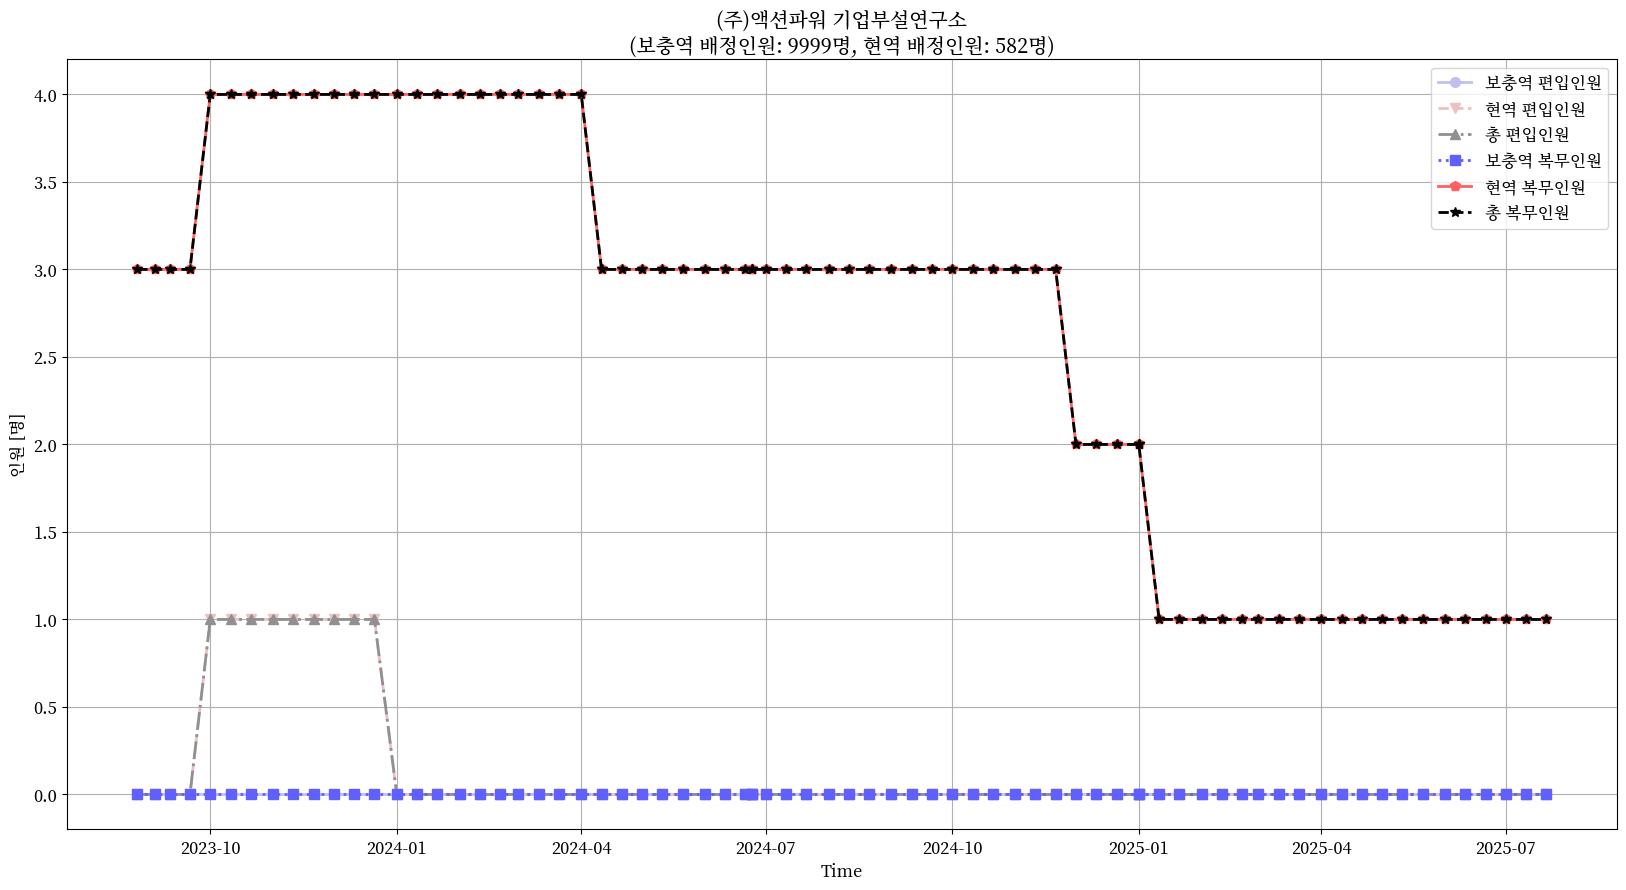 (주)액션파워 기업부설연구소
(보충역 배정인원: 9999명, 현역 배정인원: 582명)
보충역 편입인원
현역 편입인원
총 편입인원
보충역 복무인원
현역 복무인원
총 복무인원
인원 [명]
4.0
3.5
3.0
2.5
2.0
1.5
1.0
0.5
0.0
2023-10 2024-01 2024-04 2024-07 2024-10 2025-01 2025-04 2025-07
Time